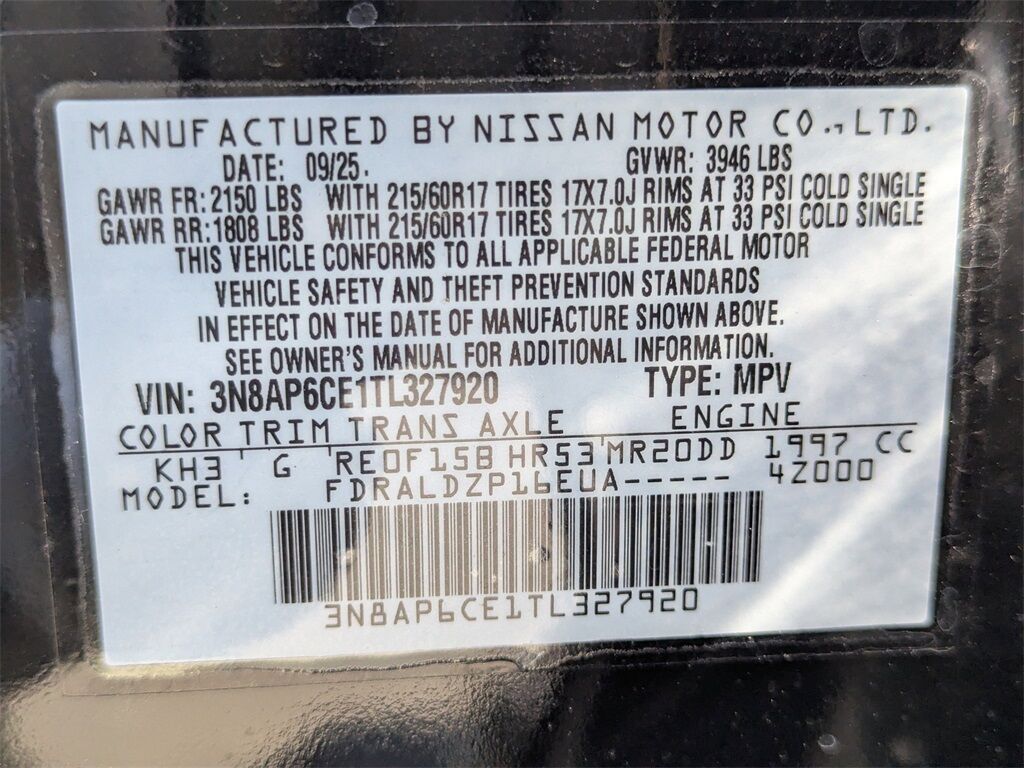 MANUFACTURED BY NISSAN MOTOR CO., LTD.
DATE: 09/25. GVWR: 3946 LBS
GAWR FR: 2150 LBS WITH 215/60R17 TIRES 17X7.0J RIMS AT 33 PSI COLD SINGLE
GAWR RR: 1808 LBS WITH 215/60R17 TIRES 17X7.0J RIMS AT 33 PSI COLD SINGLE
THIS VEHICLE CONFORMS TO ALL APPLICABLE FEDERAL MOTOR
VEHICLE SAFETY AND THEFT PREVENTION STANDARDS
IN EFFECT ON THE DATE OF MANUFACTURE SHOWN ABOVE.
SEE OWNER'S MANUAL FOR ADDITIONAL INFORMATION.
VIN: 3N8AP6CE1TL327920 TYPE: MPV
COLOR TRIM TRANS AXLE ENGINE
KH3 ' G RE0F15B HR53 ' MR20DD 1997 CC
MODEL: FDRALDZP16EUA----- 4Z000
3N8AP6CE1TL327920